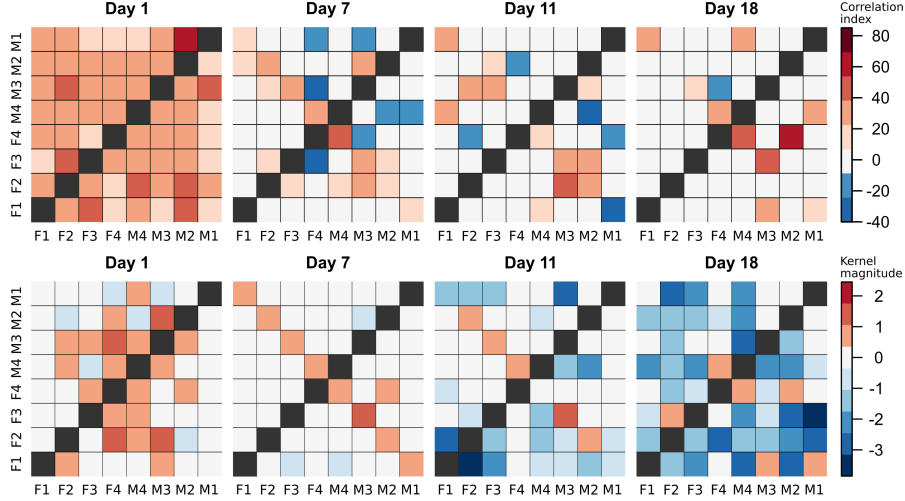 Day 1 Day 7 Day 11 Day 18 Correlation
index
M1 80
M2 60
M3 40
M4 20
F4 0
F3 -20
F2 -40
F1
F1 F2 F3 F4 M4 M3 M2 M1 F1 F2 F3 F4 M4 M3 M2 M1 F1 F2 F3 F4 M4 M3 M2 M1 F1 F2 F3 F4 M4 M3 M2 M1
Day 1 Day 7 Day 11 Day 18 Kernel
magnitude
M1 2
M2 1
M3 0
M4 -1
F4 -2
F3 -3
F2
F1
F1 F2 F3 F4 M4 M3 M2 M1 F1 F2 F3 F4 M4 M3 M2 M1 F1 F2 F3 F4 M4 M3 M2 M1 F1 F2 F3 F4 M4 M3 M2 M1